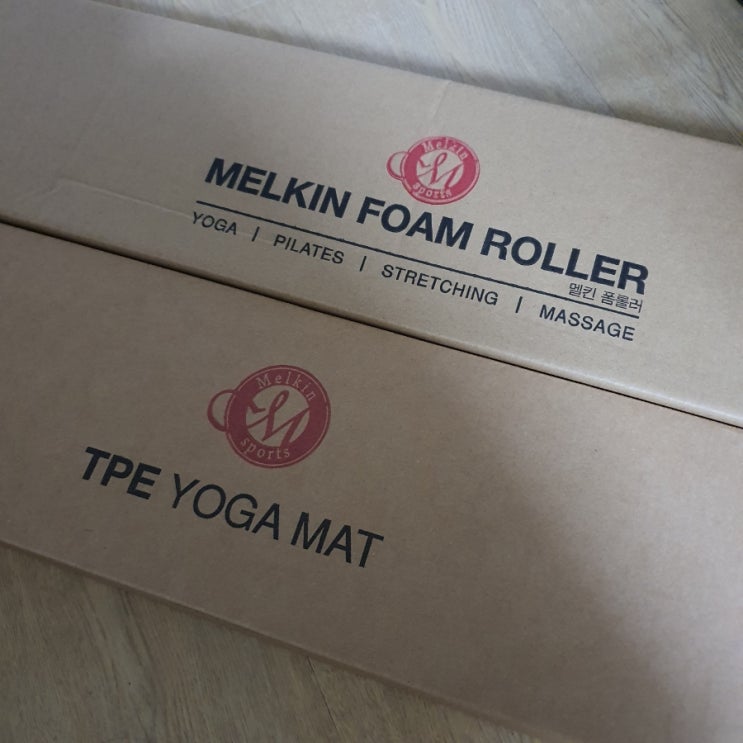 Melkin
M
sports
MELKIN FOAM ROLLER
멜킨 폼롤러
YOGA | PILATES | STRETCHING | MASSAGE
Melkin
M
sports
TPE YOGA MAT